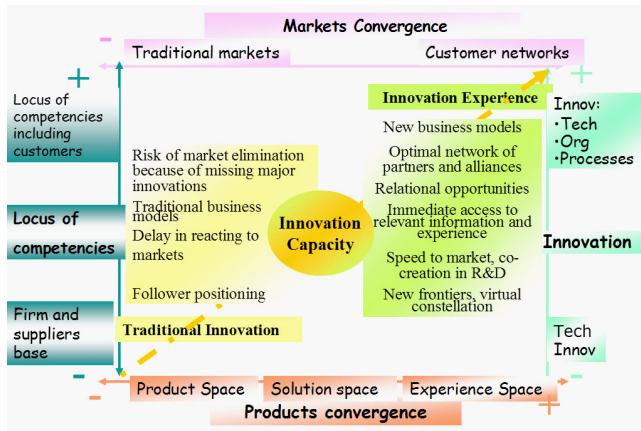 Markets Convergence
-
Traditional markets
Customer networks
+
+
+
Locus of
competencies
including
customers
Innovation Experience
Innov:
•Tech
•Org
•Processes
New business models
Optimal network of
partners and alliances
Relational opportunities
Immediate access to
relevant information and
experience
Speed to market, co-
creation in R&D
New frontiers, virtual
constellation
Risk of market elimination
because of missing major
innovations
Traditional business
models
Delay in reacting to
markets
Follower positioning
Innovation
Capacity
Locus of
competencies
Innovation
Firm and
suppliers
base
Traditional Innovation
Tech
Innov
-
-
-
-
Product Space
Solution space
Experience Space
Products convergence
+